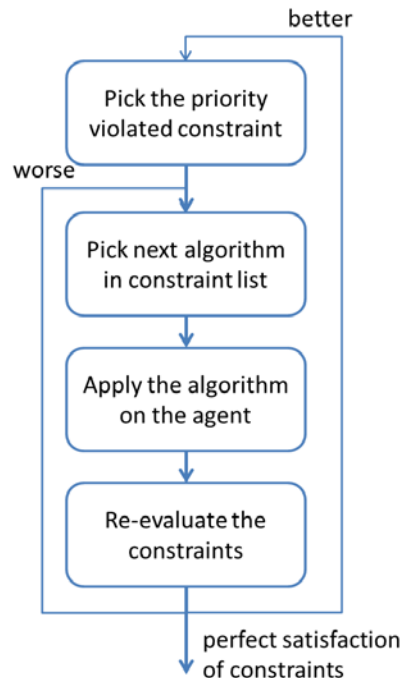 better
Pick the priority
violated constraint
worse
Pick next algorithm
in constraint list
Apply the algorithm
on the agent
Re-evaluate the
constraints
perfect satisfaction
of constraints